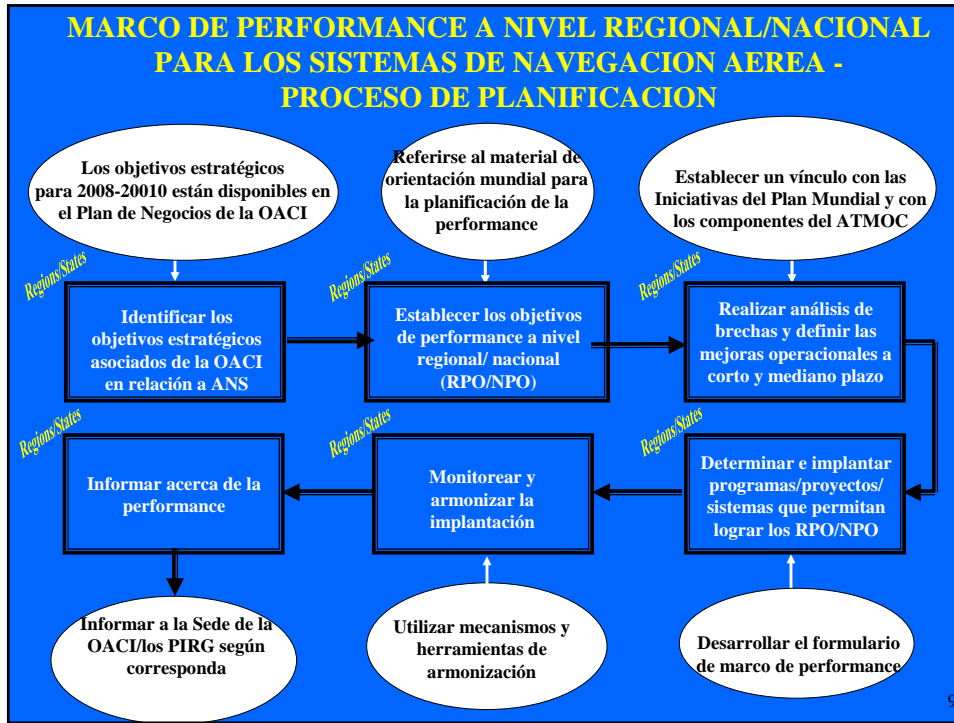 MARCO DE PERFORMANCE A NIVEL REGIONAL/NACIONAL
PARA LOS SISTEMAS DE NAVEGACION AEREA -
PROCESO DE PLANIFICACION
Los objetivos estratégicos
para 2008-20010 están disponibles en
el Plan de Negocios de la OACI
Referirse al material de
orientación mundial para
la planificación de la
performance
Establecer un vínculo con las
Iniciativas del Plan Mundial y con
los componentes del ATMOC
Regions/States
Identificar los
objetivos estratégicos
asociados de la OACI
en relación a ANS
Regions/States
Establecer los objetivos
de performance a nivel
regional/ nacional
(RPO/NPO)
Regions/States
Realizar análisis de
brechas y definir las
mejoras operacionales a
corto y mediano plazo
Regions/States
Informar acerca de la
performance
Regions/States
Monitorear y
armonizar la
implantación
Regions/States
Determinar e implantar
programas/proyectos/
sistemas que permitan
lograr los RPO/NPO
Informar a la Sede de la
OACI/los PIRG según
corresponda
Utilizar mecanismos y
herramientas de
armonización
Desarrollar el formulario
de marco de performance
9